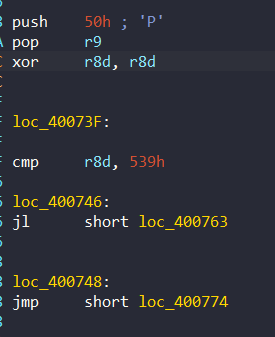 push 50h ; 'P'
pop r9
xor r8d, r8d
loc_40073F:
cmp r8d, 539h
loc_400746:
jl short loc_400763
loc_400748:
jmp short loc_400774